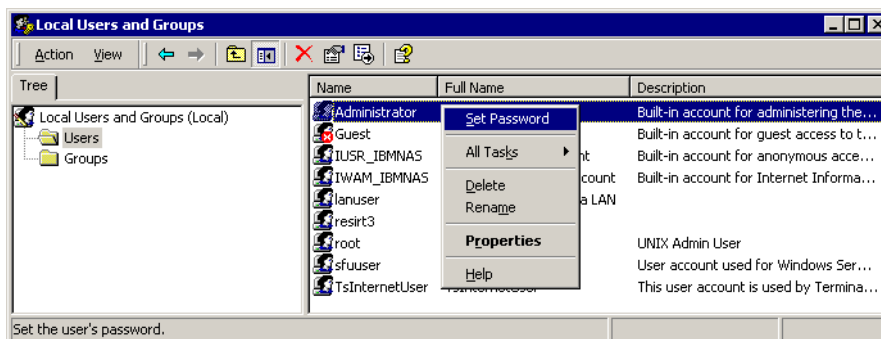 Local Users and Groups
Action View
Tree
Name Full Name Description
Local Users and Groups (Local)
Users
Groups
Administrator Built-in account for administering the...
Guest Built-in account for guest access to t...
IUSR_IBMNAS nt Built-in account for anonymous acce...
IWAM_IBMNAS count Built-in account for Internet Informa...
lanuser a LAN
resirt3
root UNIX Admin User
sfuuser User account used for Windows Ser...
TsInternetUser TsInternetUser This user account is used by Termina...
Set Password
All Tasks
Delete
Rename
Properties
Help
Set the user's password.